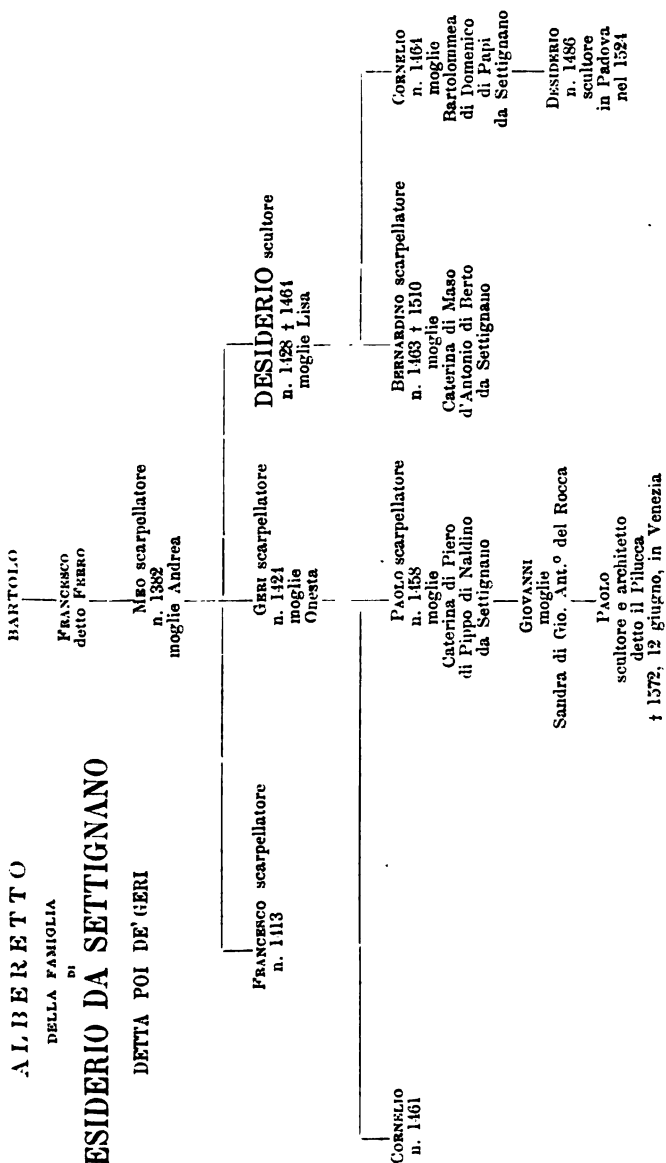 ALBERETTO
DELLA FAMIGLIA
DI
ESIDERIO DA SETTIGNANO
DETTA POI DE' GERI
BARTOLO
FRANCESCO
detto FERRO
MEO scarpellatore
n. 1382
moglie Andrea
FRANCESCO scarpellatore
n. 1413
GERI scarpellatore
n. 1424
moglie
Onesta
DESIDERIO scultore
n. 1428 † 1464
moglie Lisa
CORNELIO
n. 1461
PAOLO scarpellatore
n. 1458
moglie
Caterina di Piero
di Pippo di Naldino
da Settignano
BERNARDINO scarpellatore
n. 1463 † 1510
moglie
Caterina di Maso
d'Antonio di Berto
da Settignano
CORNELIO
n. 1464
moglie
Bartolommea
di Domenico
di Papi
da Settignano
GIOVANNI
moglie
Sandra di Gio. Ant.º del Rocca
DESIDERIO
n. 1486
scultore
in Padova
nel 1524
PAOLO
scultore e architetto
detto il Pilucca
† 1572, 12 giugno, in Venezia